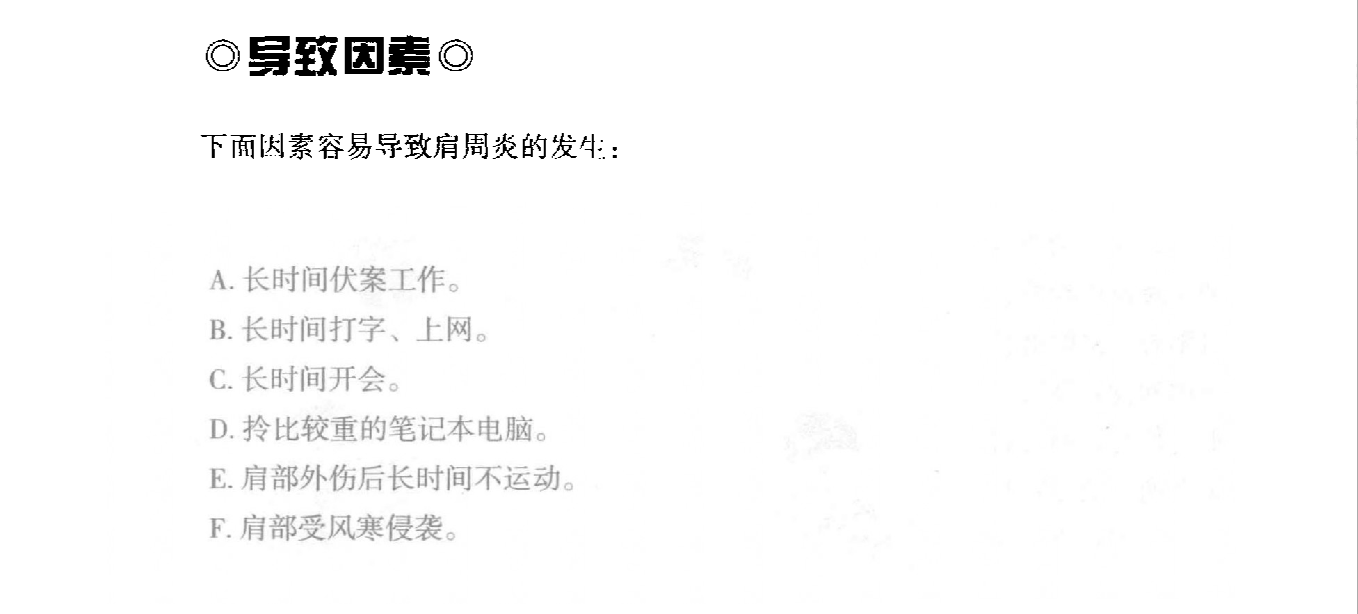 ◎导致因素◎
下面因素容易导致肩周炎的发生：
A. 长时间伏案工作。
B. 长时间打字、上网。
C. 长时间开会。
D. 拎比较重的笔记本电脑。
E. 肩部外伤后长时间不运动。
F. 肩部受风寒侵袭。